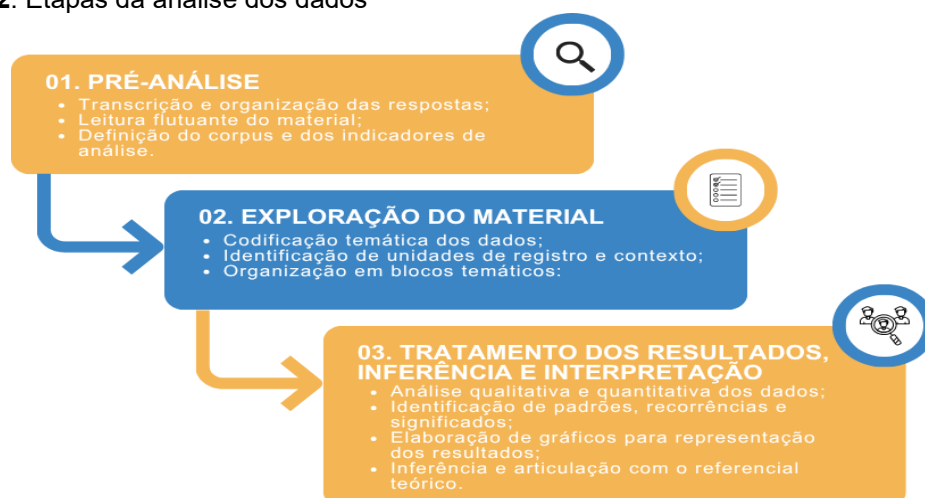 2. Etapas da análise dos dados
01. PRÉ-ANÁLISE
• Transcrição e organização das respostas;
• Leitura flutuante do material;
• Definição do corpus e dos indicadores de
análise.
02. EXPLORAÇÃO DO MATERIAL
• Codificação temática dos dados;
• Identificação de unidades de registro e contexto;
• Organização em blocos temáticos:
03. TRATAMENTO DOS RESULTADOS,
INFERÊNCIA E INTERPRETAÇÃO
• Análise qualitativa e quantitativa dos dados;
• Identificação de padrões, recorrências e
significados;
• Elaboração de gráficos para representação
dos resultados;
• Inferência e articulação com o referencial
teórico.